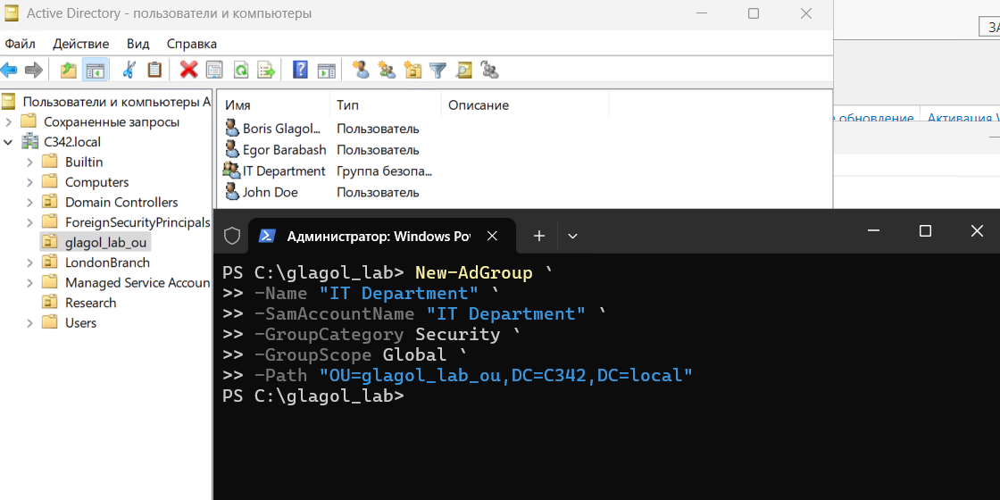 Active Directory - пользователи и компьютеры
Файл Действие Вид Справка
Пользователи и компьютеры A
Сохраненные запросы
C342.local
Builtin
Computers
Domain Controllers
ForeignSecurityPrincipals
glagol_lab_ou
LondonBranch
Managed Service Accoun
Research
Users
Имя Тип Описание
Boris Glagol... Пользователь
Egor Barabash Пользователь
IT Department Группа безопа...
John Doe Пользователь
ЗА
е обновление Активация W
Администратор: Windows Po
PS C:\glagol_lab> New-AdGroup `
>> -Name "IT Department" `
>> -SamAccountName "IT Department" `
>> -GroupCategory Security `
>> -GroupScope Global `
>> -Path "OU=glagol_lab_ou,DC=C342,DC=local"
PS C:\glagol_lab>